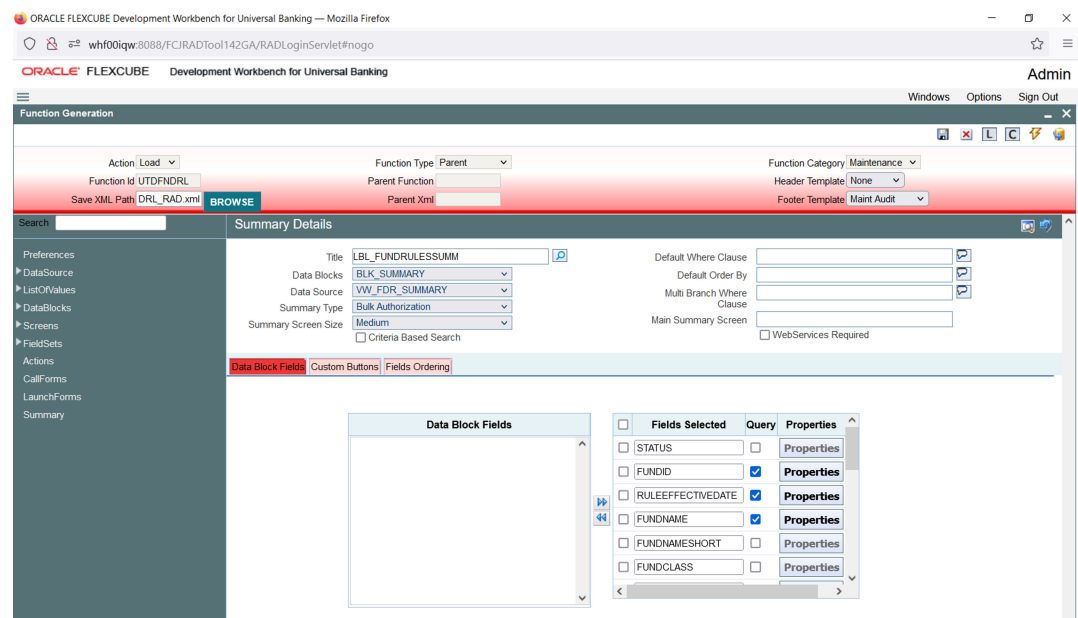 ORACLE FLEXCUBE Development Workbench for Universal Banking — Mozilla Firefox
whf00iqw:8088/FCJRADTool142GA/RADLoginServlet#nogo
ORACLE® FLEXCUBE Development Workbench for Universal Banking
Admin
Windows Options Sign Out
Function Generation
L C
Action Load Function Type Parent Function Category Maintenance
Function Id UTDFNDRL Parent Function Header Template None
Save XML Path DRL_RAD.xml BROWSE Parent Xml Footer Template Maint Audit
Search
Summary Details
Preferences
DataSource
ListOfValues
DataBlocks
Screens
FieldSets
Actions
CallForms
LaunchForms
Summary
Title LBL_FUNDRULESSUMM
Data Blocks BLK_SUMMARY
Data Source VW_FDR_SUMMARY
Summary Type Bulk Authorization
Summary Screen Size Medium
Criteria Based Search
Default Where Clause
Default Order By
Multi Branch Where
Clause
Main Summary Screen
WebServices Required
Data Block Fields Custom Buttons Fields Ordering
Data Block Fields
Fields Selected Query Properties
STATUS Properties
FUNDID Properties
RULEEFFECTIVEDATE Properties
FUNDNAME Properties
FUNDNAMESHORT Properties
FUNDCLASS Properties